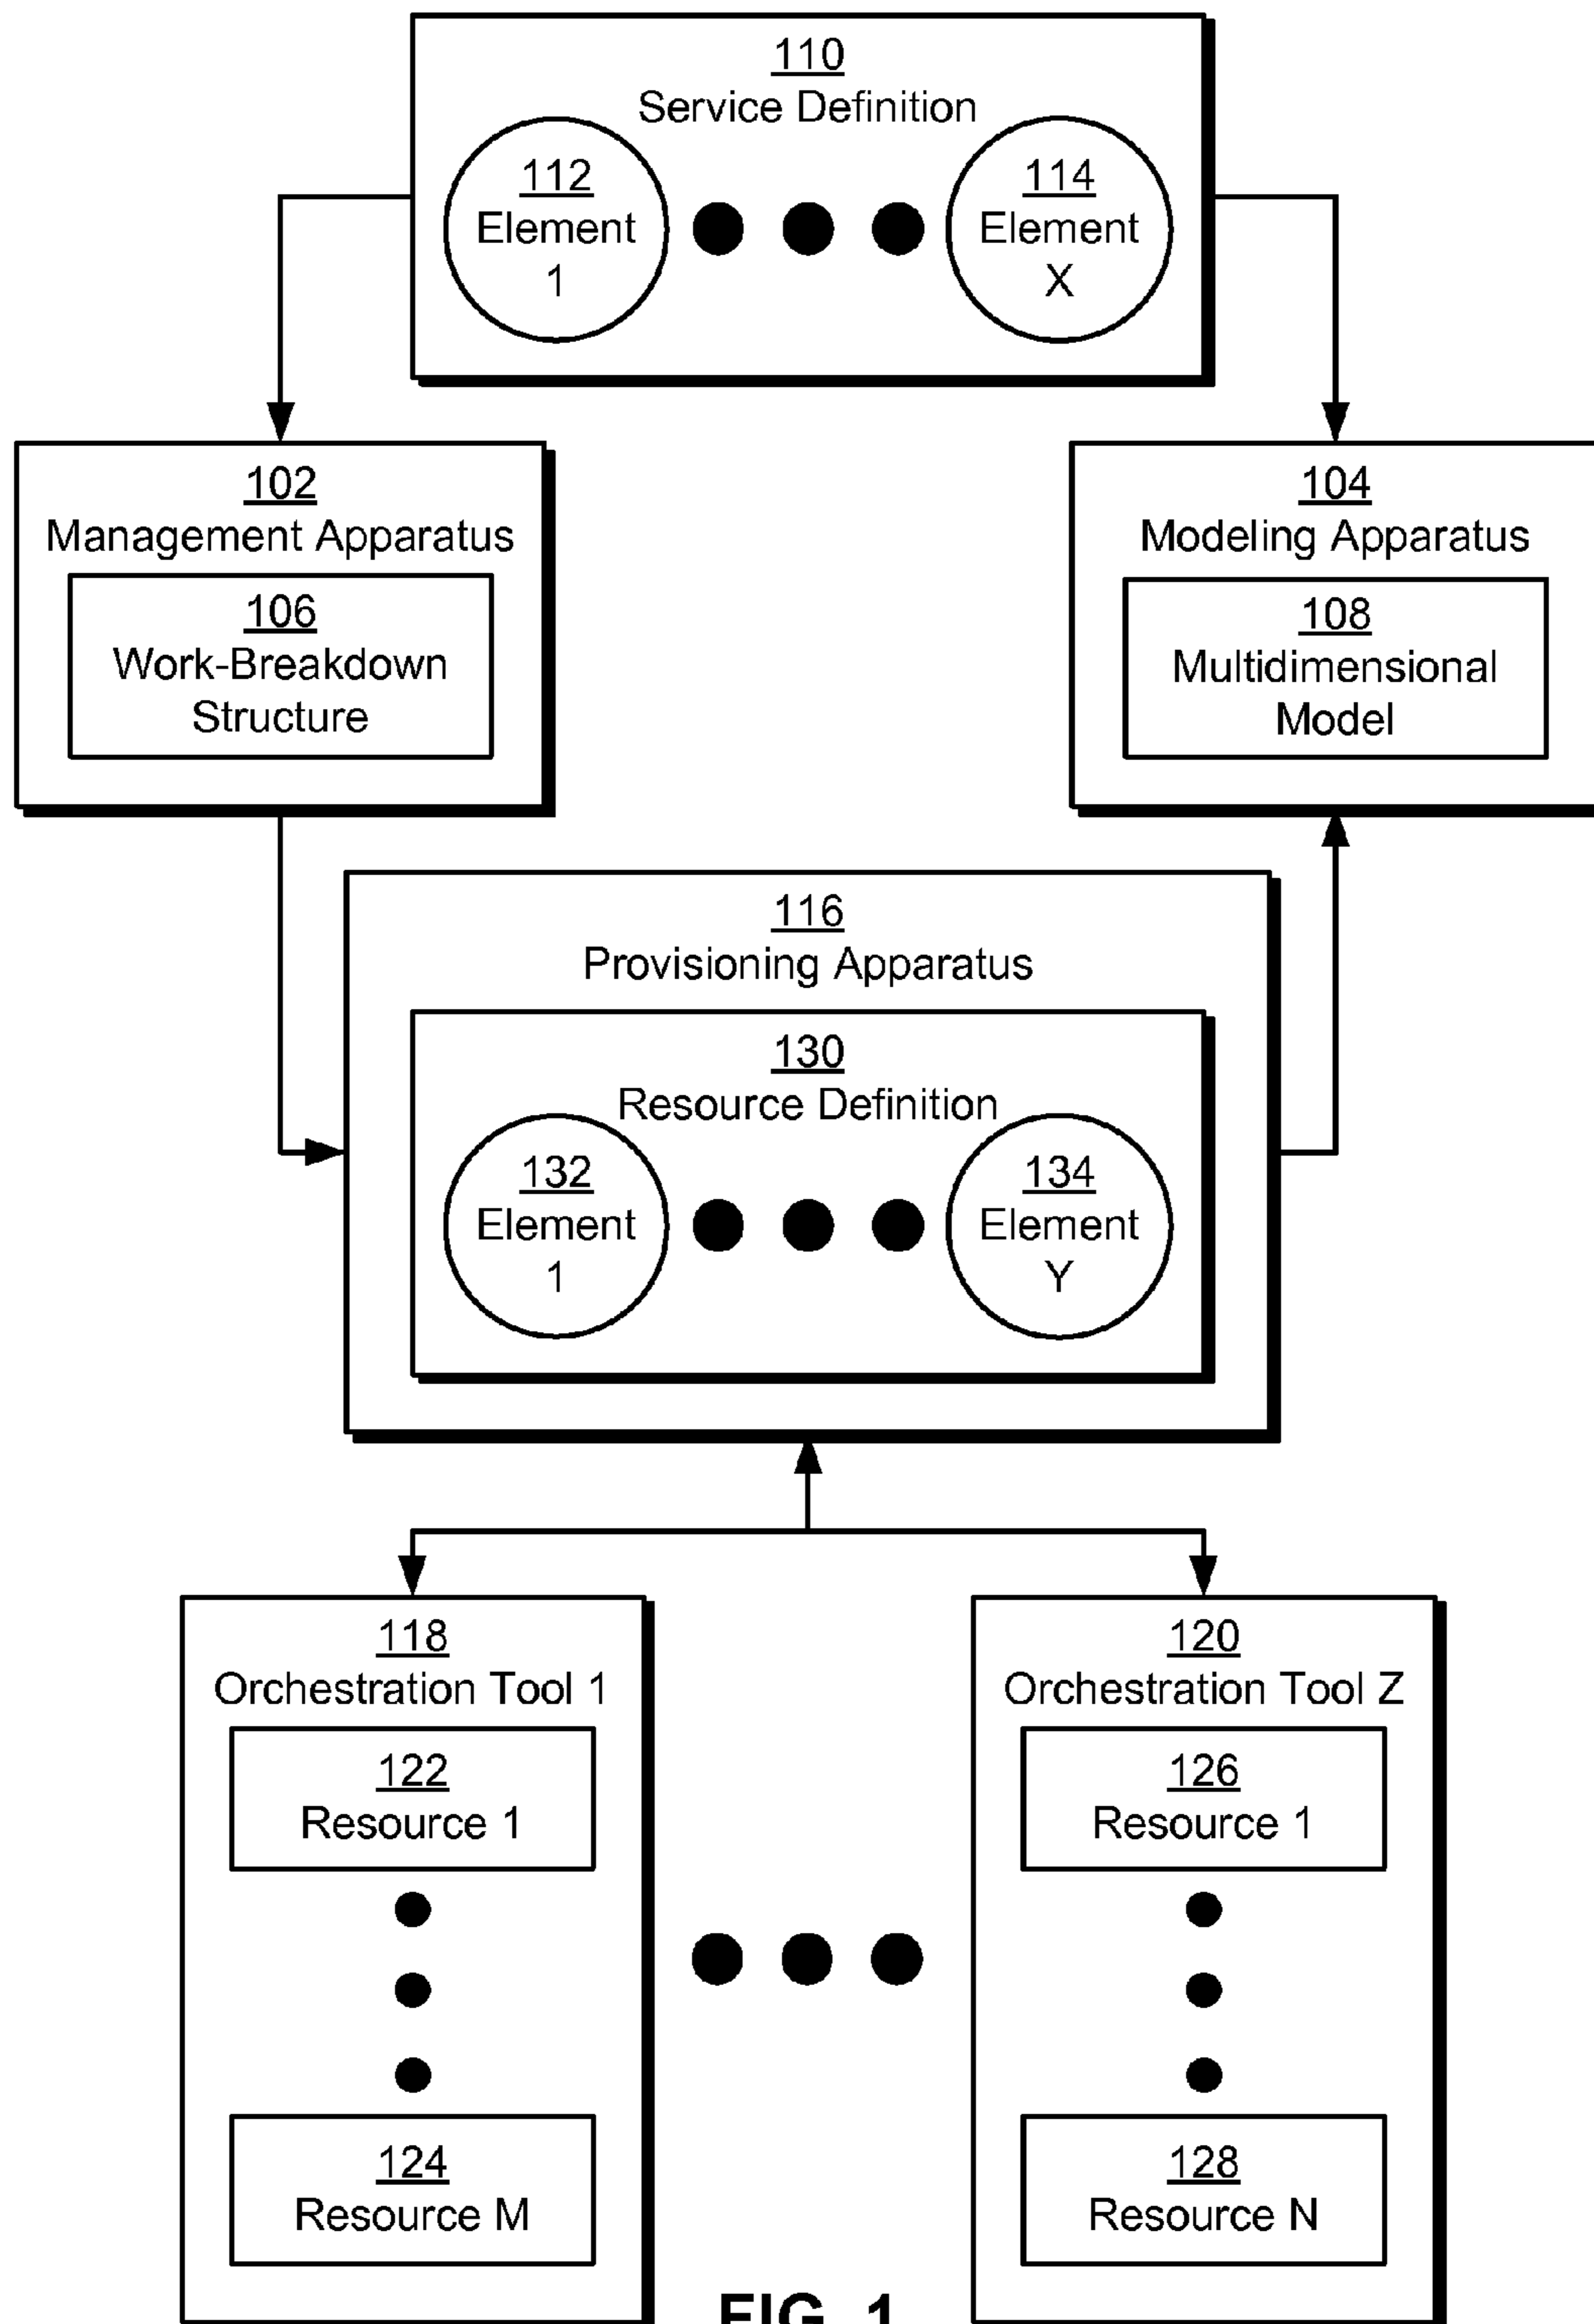 110
Service Definition
112
Element
1
114
Element
X
102
Management Apparatus
106
Work-Breakdown
Structure
104
Modeling Apparatus
108
Multidimensional
Model
116
Provisioning Apparatus
130
Resource Definition
132
Element
1
134
Element
Y
118
Orchestration Tool 1
122
Resource 1
124
Resource M
120
Orchestration Tool Z
126
Resource 1
128
Resource N
FIG. 1